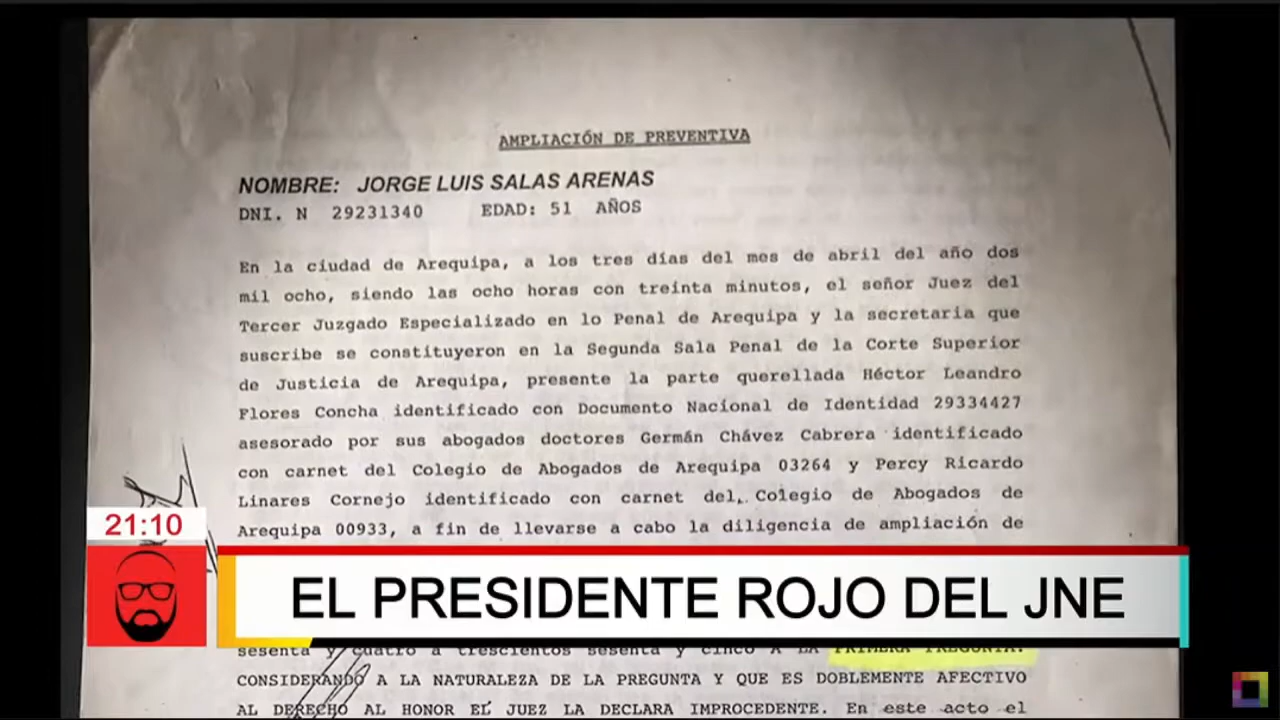 AMPLIACIÓN DE PREVENTIVA
NOMBRE: JORGE LUIS SALAS ARENAS
DNI. N 29231340 EDAD: 51 AÑOS
En la ciudad de Arequipa, a los tres días del mes de abril del año dos
mil ocho, siendo las ocho horas con treinta minutos, el señor Juez del
Tercer Juzgado Especializado en lo Penal de Arequipa y la secretaria que
suscribe se constituyeron en la Segunda Sala Penal de la Corte Superior
de Justicia de Arequipa, presente la parte querellada Héctor Leandro
Flores Concha identificado con Documento Nacional de Identidad 29334427
asesorado por sus abogados doctores Germán Chávez Cabrera identificado
con carnet del Colegio de Abogados de Arequipa 03264 y Percy Ricardo
Linares Cornejo identificado con carnet del Colegio de Abogados de
Arequipa 00933, a fin de llevarse a cabo la diligencia de ampliación de
21:10
EL PRESIDENTE ROJO DEL JNE
sesenta y cuatro a trescientos sesenta y cinco A LA PRIMERA PREGUNTA:
CONSIDERANDO A LA NATURALEZA DE LA PREGUNTA Y QUE ES DOBLEMENTE AFECTIVO
AL DERECHO AL HONOR EL JUEZ LA DECLARA IMPROCEDENTE. En este acto el